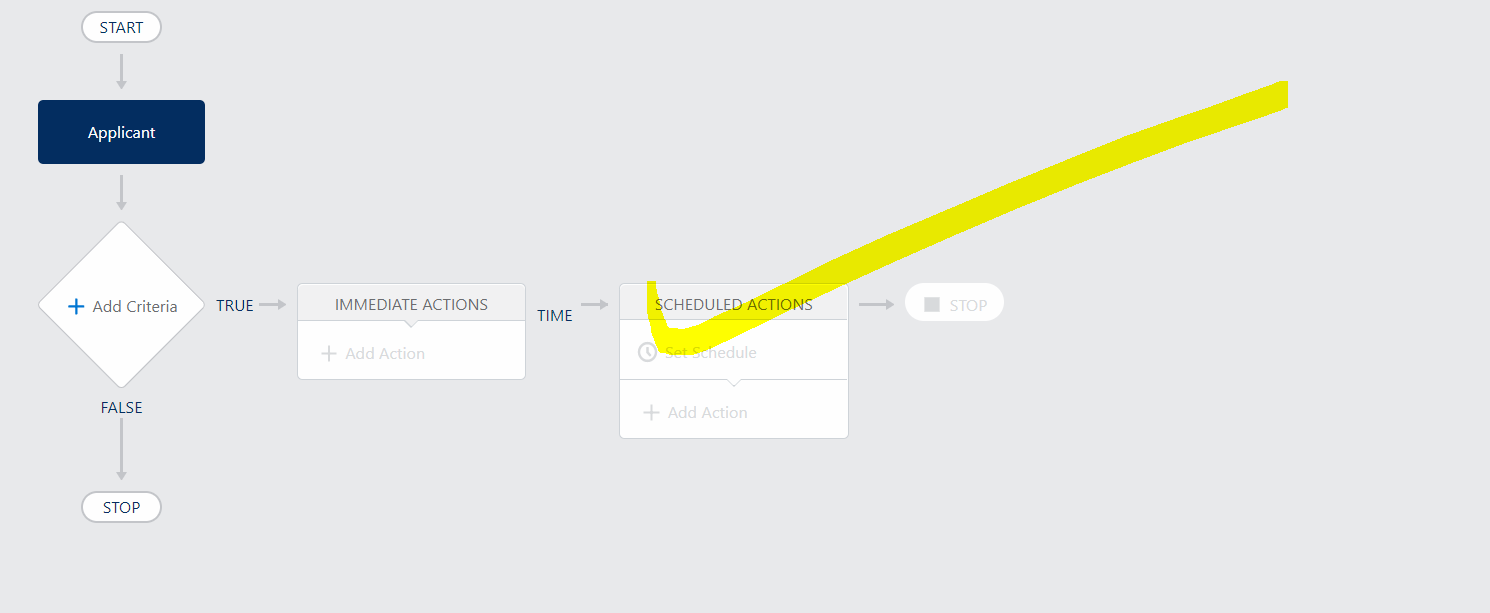 START
Applicant
Add Criteria
TRUE
IMMEDIATE ACTIONS
Add Action
TIME
SCHEDULED ACTIONS
Set Schedule
Add Action
STOP
FALSE
STOP